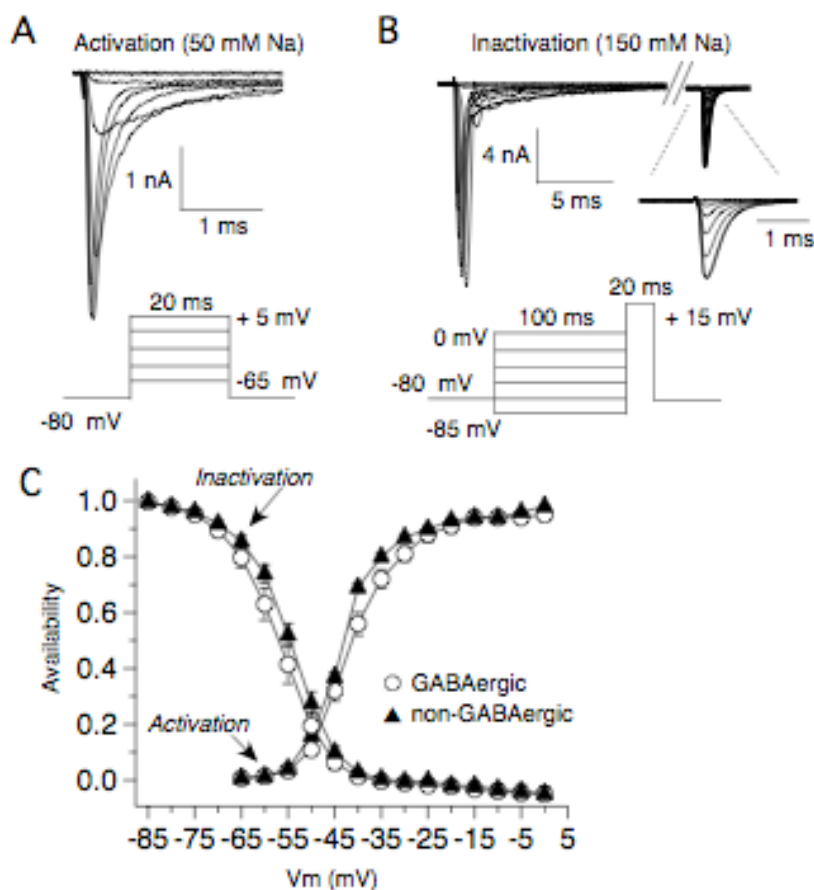 A
Activation (50 mM Na)
1 nA
1 ms
20 ms
+ 5 mV
-65 mV
-80 mV
B
Inactivation (150 mM Na)
4 nA
5 ms
1 ms
20 ms
100 ms
+ 15 mV
0 mV
-80 mV
-85 mV
C
Inactivation
Activation
GABAergic
non-GABAergic
Availability
1.0
0.8
0.6
0.4
0.2
0.0
-85 -75 -65 -55 -45 -35 -25 -15 -5 5
Vm (mV)